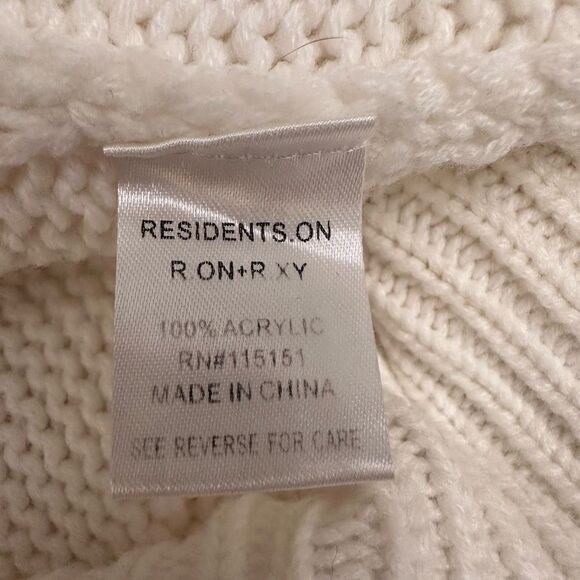 RESIDENTS.ON
R.ON+R.XY
100% ACRYLIC
RN#115151
MADE IN CHINA
SEE REVERSE FOR CARE